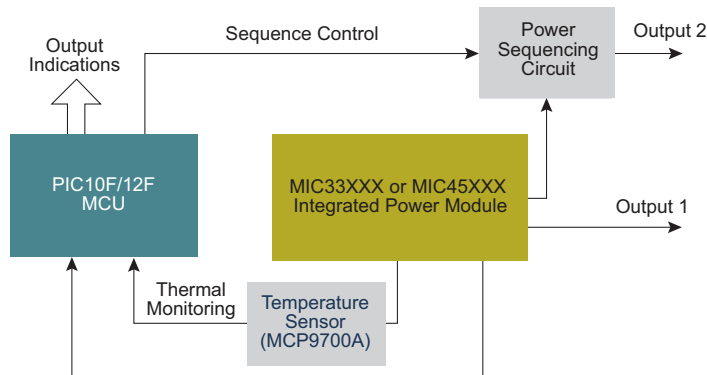 Output
Indications
Sequence Control
Power
Sequencing
Circuit
Output 2
PIC10F/12F
MCU
MIC33XXX or MIC45XXX
Integrated Power Module
Output 1
Thermal
Monitoring
Temperature
Sensor
(MCP9700A)